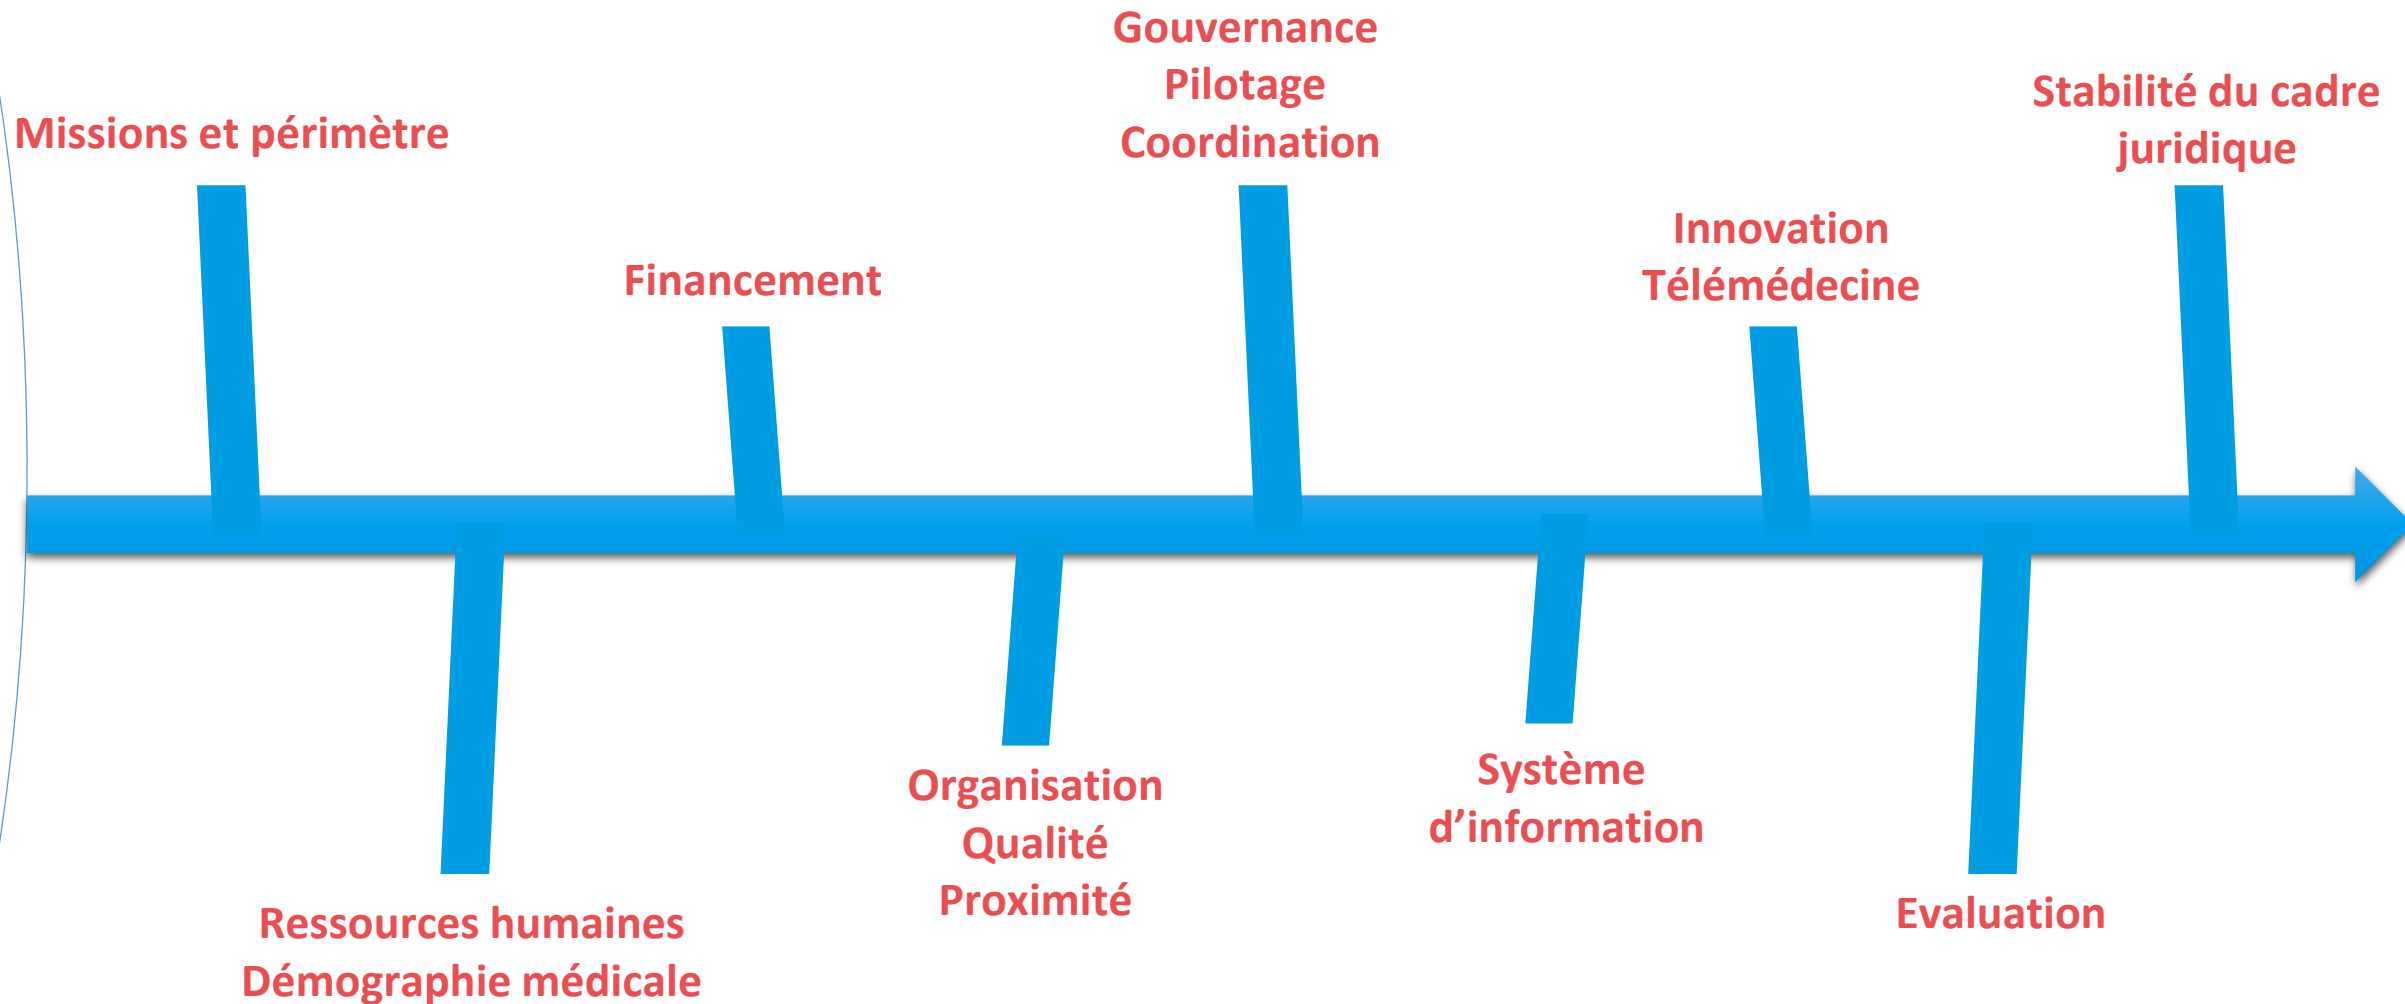 Missions et périmètre
Ressources humaines
Démographie médicale
Financement
Organisation
Qualité
Proximité
Gouvernance
Pilotage
Coordination
Système
d’information
Innovation
Télémédecine
Evaluation
Stabilité du cadre
juridique